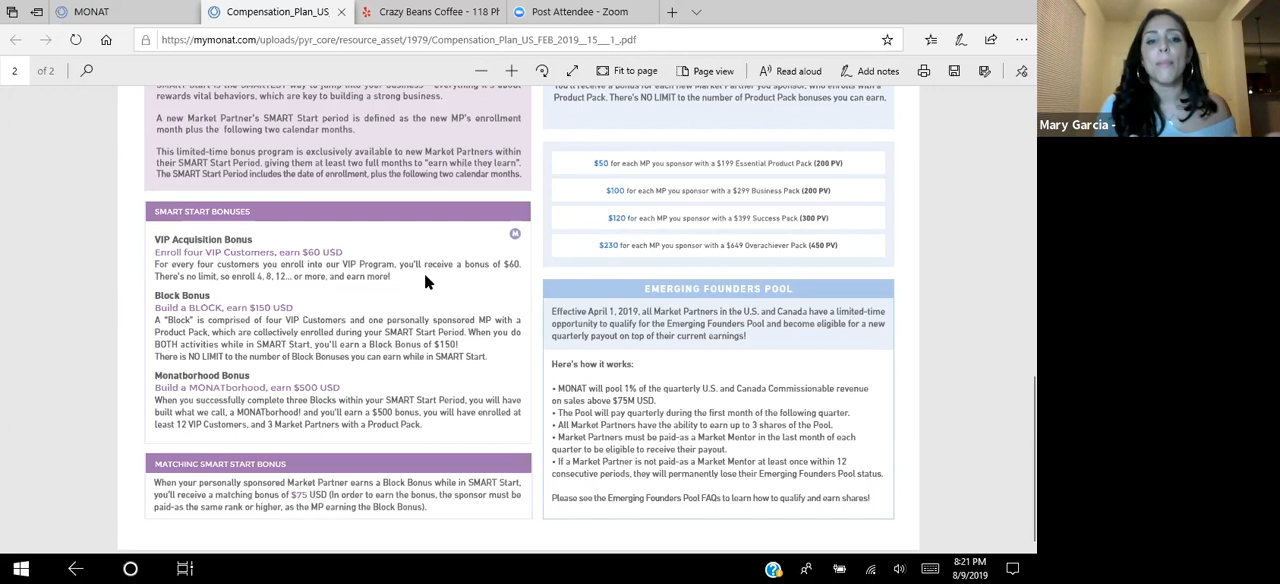 MONAT
Compensation_Plan_US
Crazy Beans Coffee - 118 Ph
Post Attendee - Zoom
https://mymonat.com/uploads/pyr_core/resource_asset/1979/Compensation_Plan_US_FEB_2019__15___1_.pdf
2 of 2
Fit to page
Page view
Read aloud
Add notes
Mary Garcia -
rewards vital behaviors, which are key to building a strong business.
A new Market Partner's SMART Start period is defined as the new MP's enrollment
month plus the following two calendar months.
This limited-time bonus program is exclusively available to new Market Partners within
their SMART Start Period, giving them at least two full months to "earn while they learn".
The SMART Start Period includes the date of enrollment, plus the following two calendar months.
SMART START BONUSES
M
VIP Acquisition Bonus
Enroll four VIP Customers, earn $60 USD
For every four customers you enroll into our VIP Program, you'll receive a bonus of $60.
There's no limit, so enroll 4, 8, 12... or more, and earn more!
Block Bonus
Build a BLOCK, earn $150 USD
A "Block" is comprised of four VIP Customers and one personally sponsored MP with a
Product Pack, which are collectively enrolled during your SMART Start Period. When you do
BOTH activities while in SMART Start, you'll earn a Block Bonus of $150!
There is NO LIMIT to the number of Block Bonuses you can earn while in SMART Start.
Monatborhood Bonus
Build a MONATborhood, earn $500 USD
When you successfully complete three Blocks within your SMART Start Period, you will have
built what we call, a MONATborhood! and you'll earn a $500 bonus, you will have enrolled at
least 12 VIP Customers, and 3 Market Partners with a Product Pack.
MATCHING SMART START BONUS
When your personally sponsored Market Partner earns a Block Bonus while in SMART Start,
you'll receive a matching bonus of $75 USD (In order to earn the bonus, the sponsor must be
paid-as the same rank or higher, as the MP earning the Block Bonus).
You'll receive a bonus for each new Market Partner you sponsor, who enrolls with a
Product Pack. There's NO LIMIT to the number of Product Pack bonuses you can earn.
$50 for each MP you sponsor with a $199 Essential Product Pack (200 PV)
$100 for each MP you sponsor with a $299 Business Pack (200 PV)
$120 for each MP you sponsor with a $399 Success Pack (300 PV)
$230 for each MP you sponsor with a $649 Overachiever Pack (450 PV)
EMERGING FOUNDERS POOL
Effective April 1, 2019, all Market Partners in the U.S. and Canada have a limited-time
opportunity to qualify for the Emerging Founders Pool and become eligible for a new
quarterly payout on top of their current earnings!
Here's how it works:
• MONAT will pool 1% of the quarterly U.S. and Canada Commissionable revenue
on sales above $75M USD.
• The Pool will pay quarterly during the first month of the following quarter.
• All Market Partners have the ability to earn up to 3 shares of the Pool.
• Market Partners must be paid-as a Market Mentor in the last month of each
quarter to be eligible to receive their payout.
• If a Market Partner is not paid-as a Market Mentor at least once within 12
consecutive periods, they will permanently lose their Emerging Founders Pool status.
Please see the Emerging Founders Pool FAQs to learn how to qualify and earn shares!
8:21 PM
8/9/2019